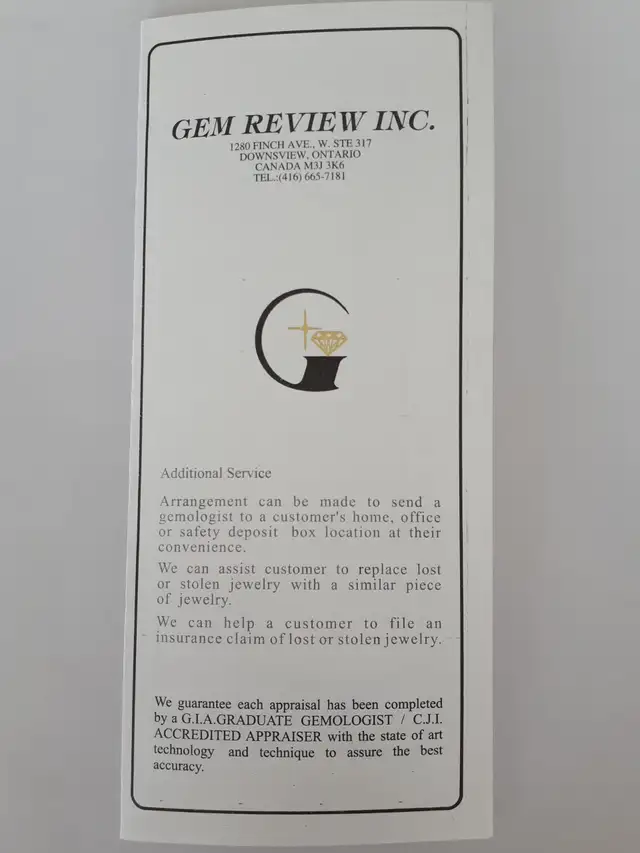 GEM REVIEW INC.
1280 FINCH AVE., W. STE 317
DOWNSVIEW, ONTARIO
CANADA M3J 3K6
TEL.:(416) 665-7181
Additional Service
Arrangement can be made to send a
gemologist to a customer's home, office
or safety deposit box location at their
convenience.
We can assist customer to replace lost
or stolen jewelry with a similar piece
of jewelry.
We can help a customer to file an
insurance claim of lost or stolen jewelry.
We guarantee each appraisal has been completed
by a G.I.A.GRADUATE GEMOLOGIST / C.J.I.
ACCREDITED APPRAISER with the state of art
technology and technique to assure the best
accuracy.